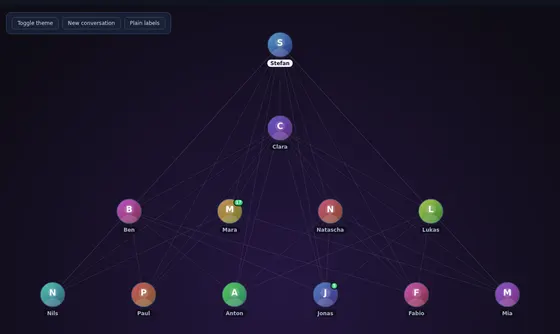 Toggle theme New conversation Plain labels
S
Stefan
C
Clara
B M N L
Ben Mara Natascha Lukas
N P A J F M
Nils Paul Anton Jonas Fabio Mia